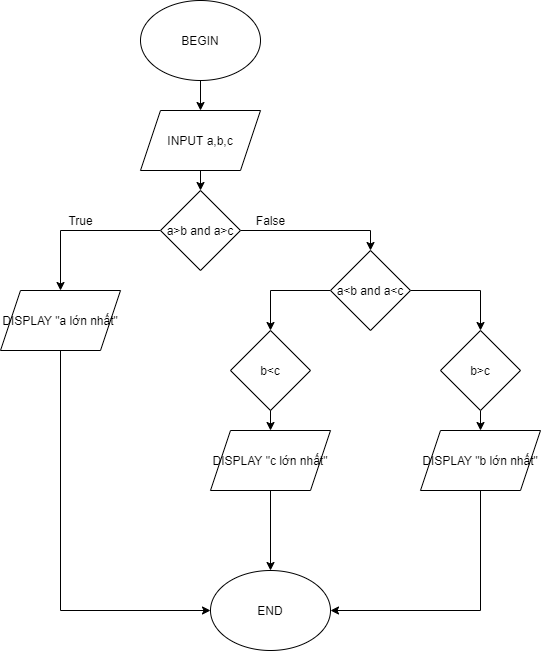 BEGIN
INPUT a,b,c
True
False
a>b and a>c
a<b and a<c
DISPLAY "a lớn nhất"
b<c
b>c
DISPLAY "c lớn nhất"
DISPLAY "b lớn nhất"
END